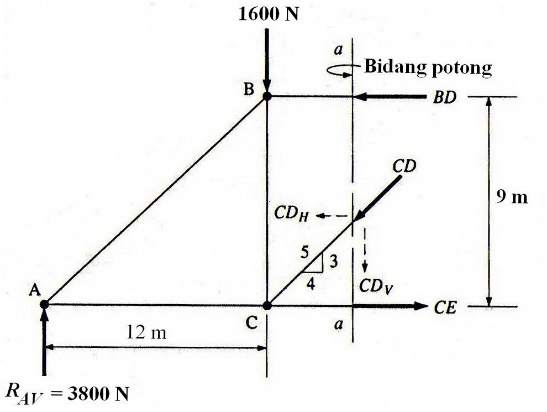 1600 N
a
Bidang potong
B
BD
CD
9 m
CD_H
5
3
4
CD_V
A
C
a
CE
12 m
R_AV = 3800 N